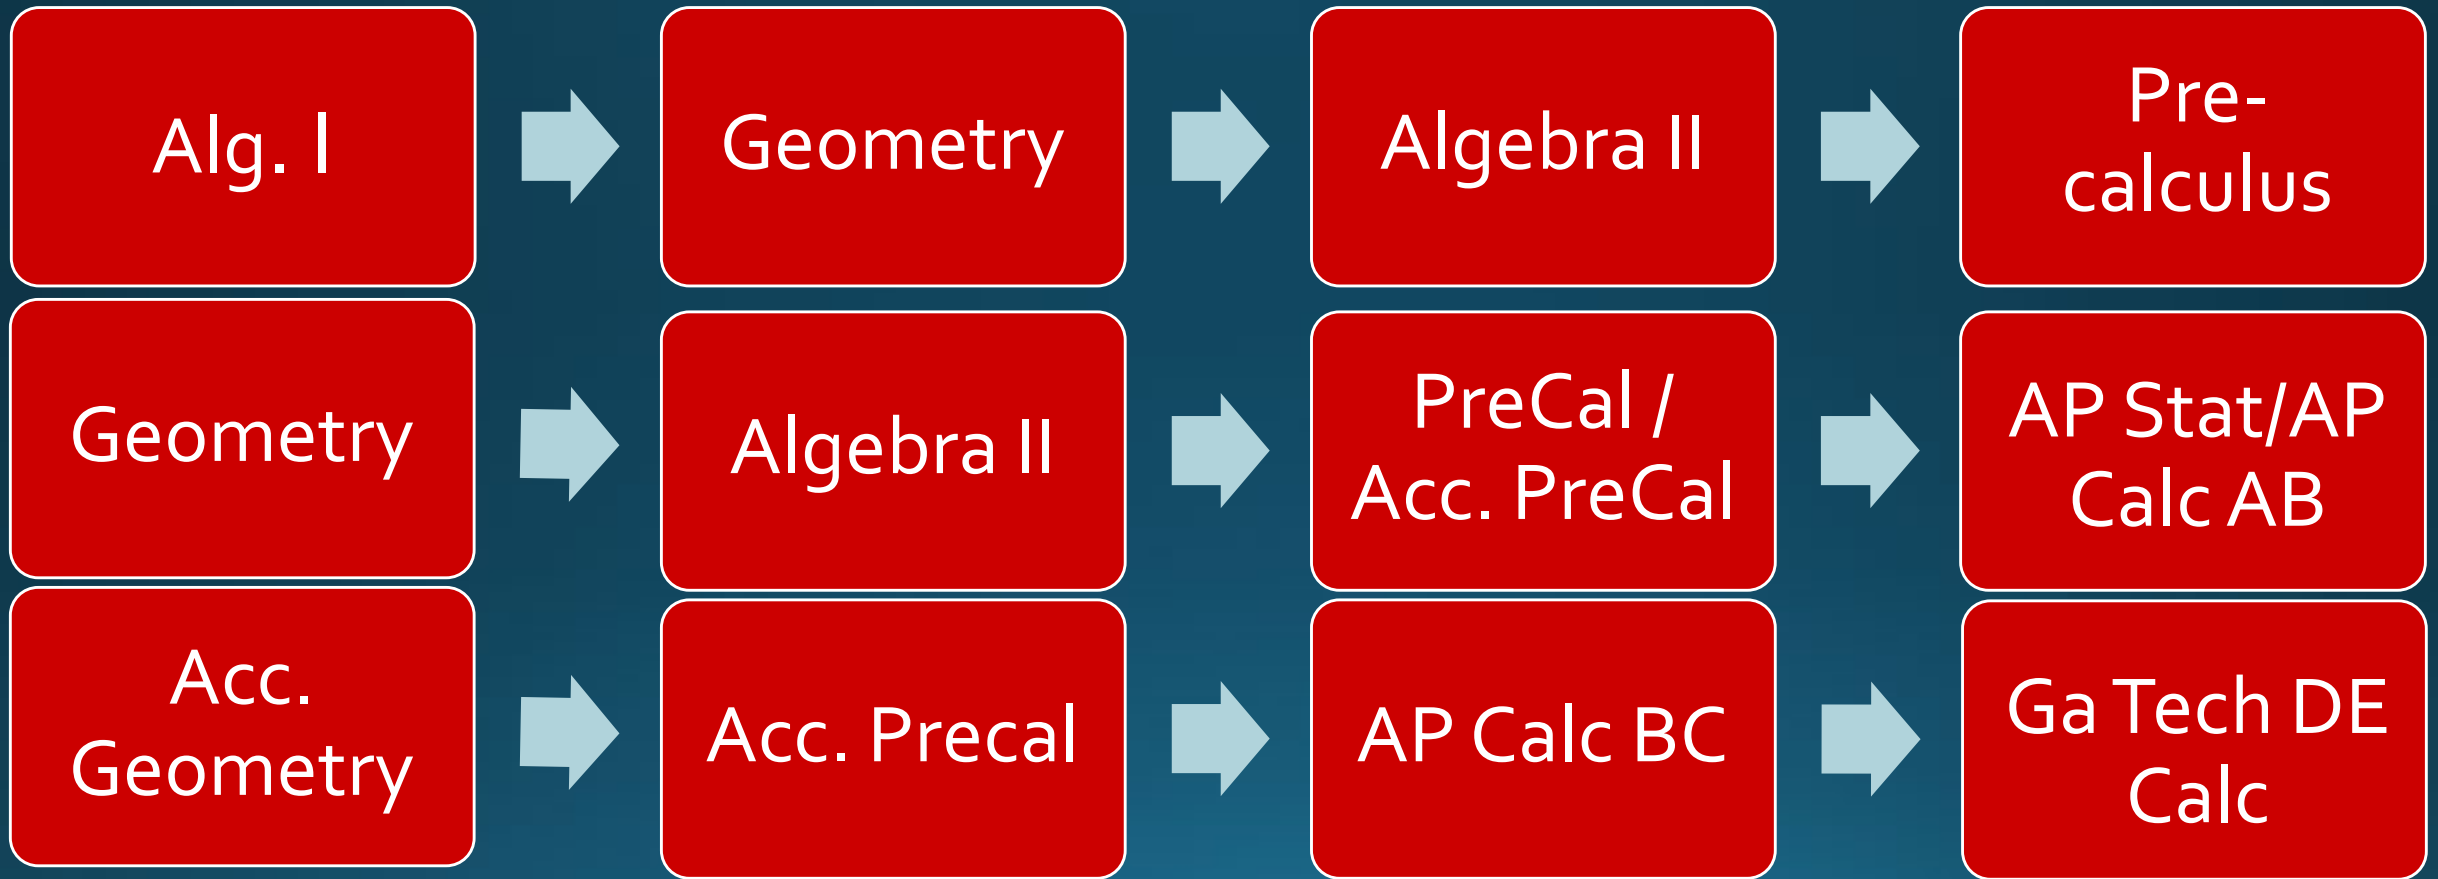 Alg. I
Geometry
Algebra II
Pre-
calculus
Geometry
Algebra II
PreCal /
Acc. PreCal
AP Stat/AP
Calc AB
Acc.
Geometry
Acc. Precal
AP Calc BC
Ga Tech DE
Calc